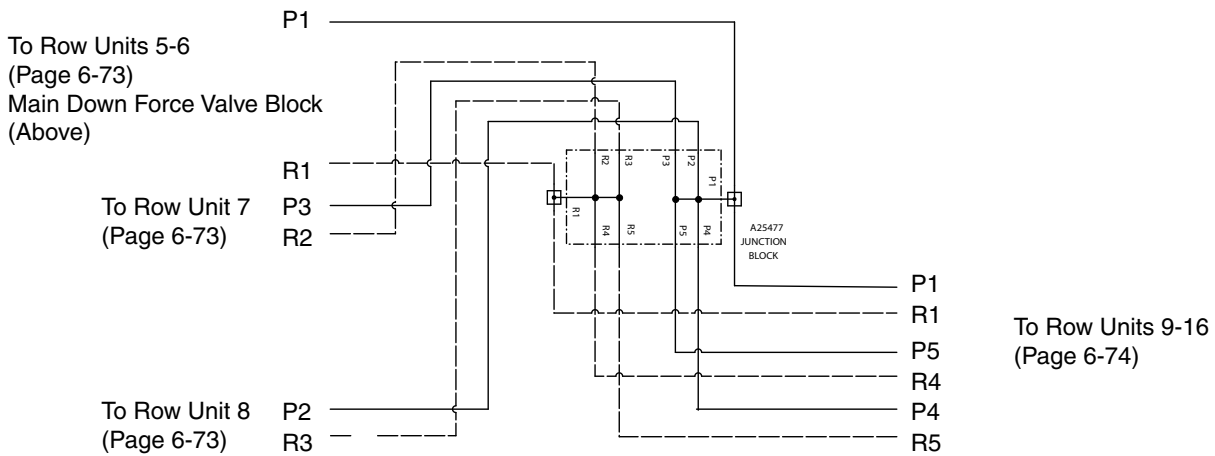 P1
To Row Units 5-6
(Page 6-73)
Main Down Force Valve Block
(Above)
R1
To Row Unit 7 P3
(Page 6-73) R2
To Row Unit 8 P2
(Page 6-73) R3
R2 R3 P3 P2 P1
R1 R4 R5 P5 P4
A25477
JUNCTION
BLOCK
P1
R1
P5
R4
P4
R5
To Row Units 9-16
(Page 6-74)